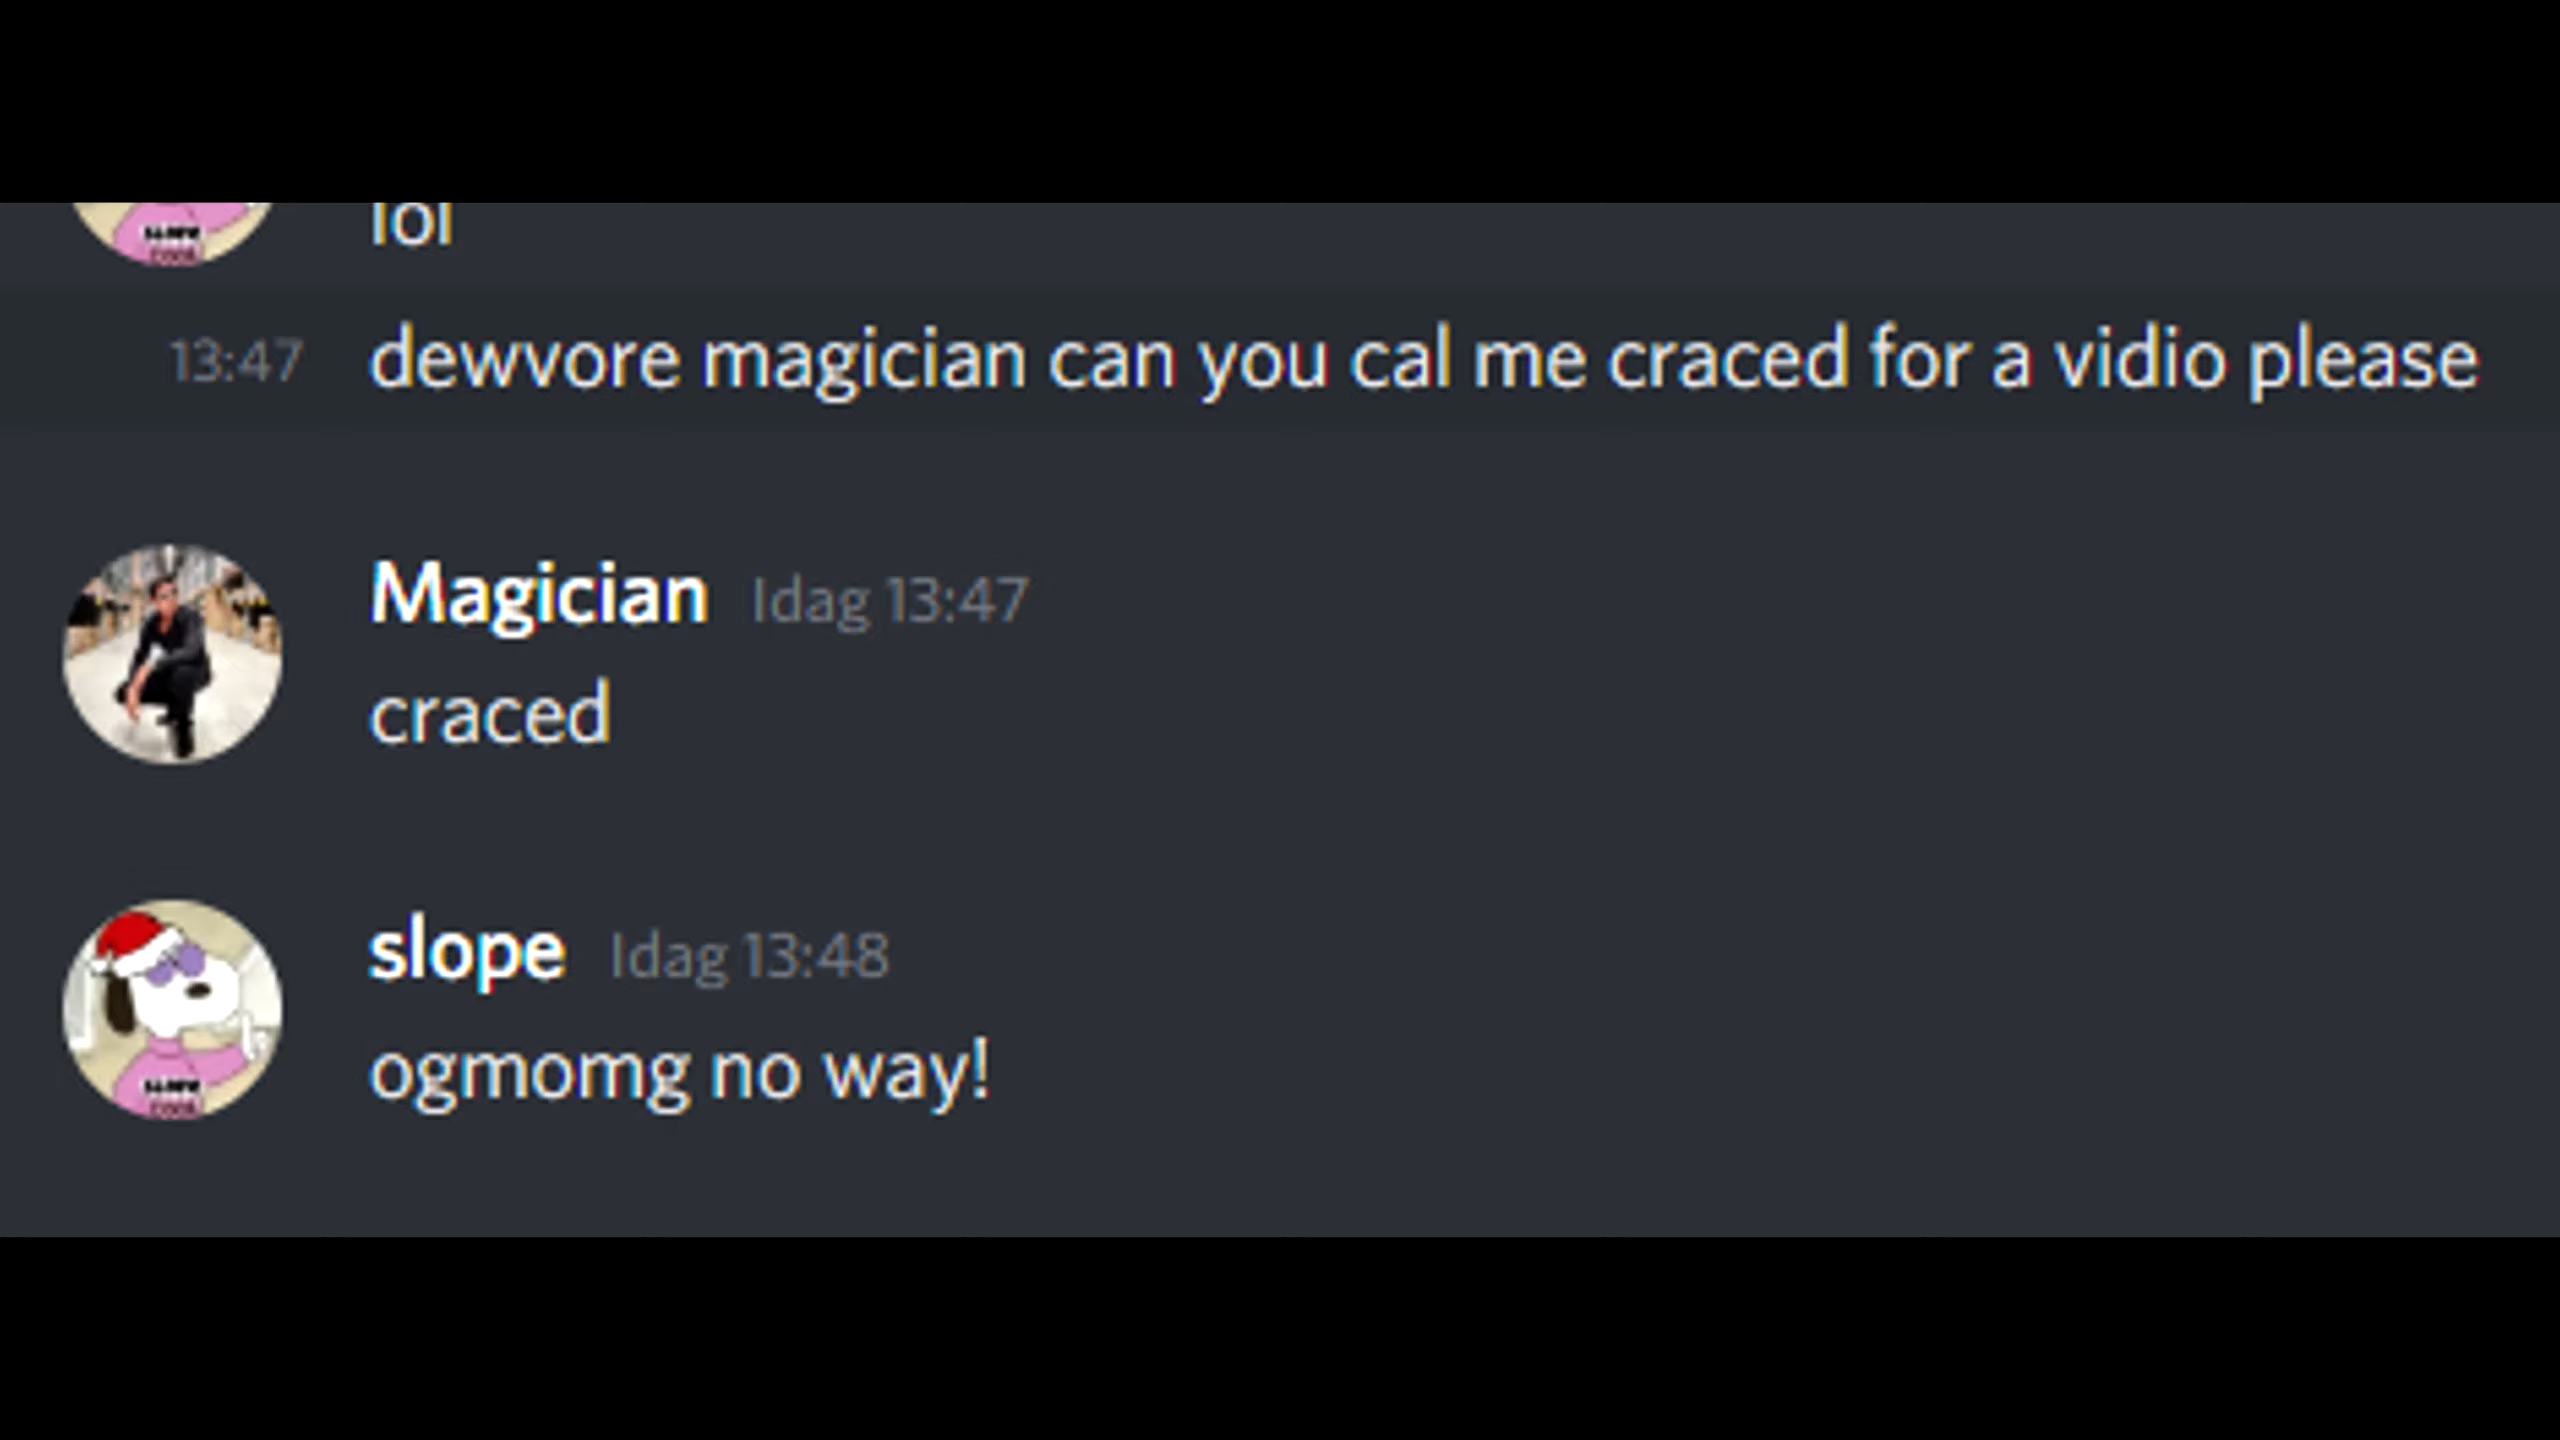 lol
13:47 dewvore magician can you cal me craced for a vidio please
Magician Idag 13:47
craced
slope Idag 13:48
ogmomg no way!